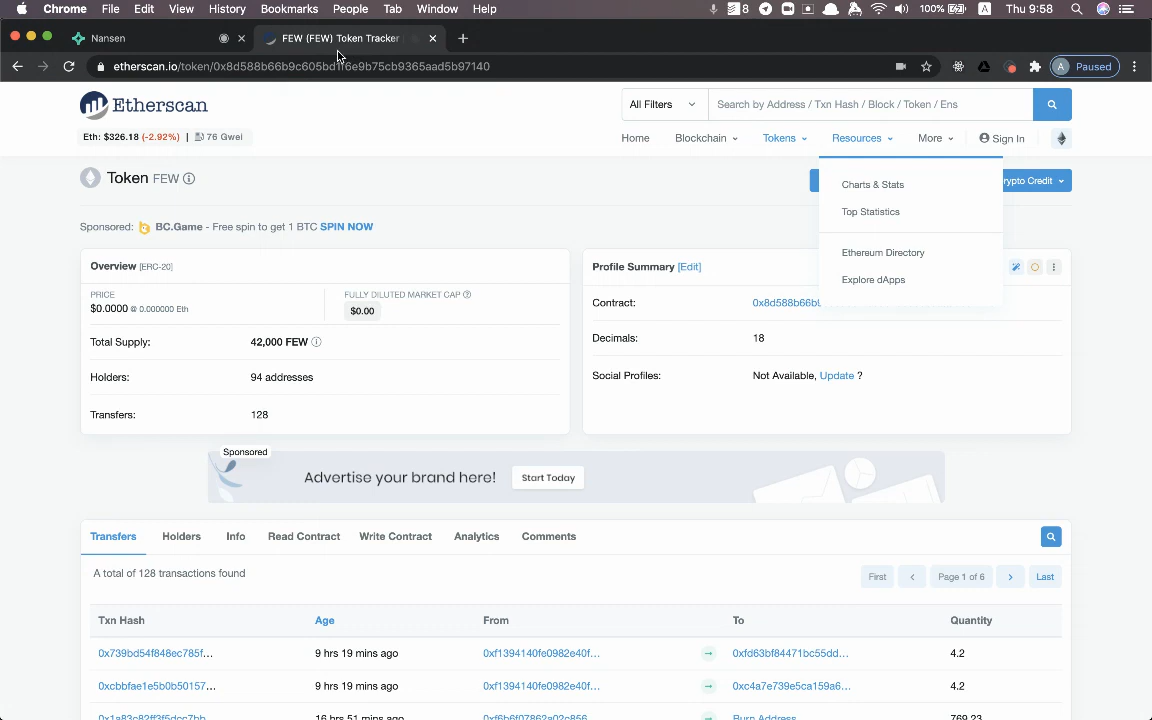 Chrome File Edit View History Bookmarks People Tab Window Help 8 100% A Thu 9:58
Nansen FEW (FEW) Token Tracker
etherscan.io/token/0x8d588b66b9c605bd1f6e9b75cb9365aad5b97140 A Paused
Etherscan
All Filters Search by Address / Txn Hash / Block / Token / Ens
Eth: $326.18 (-2.92%) | 76 Gwei
Home Blockchain Tokens Resources More Sign In
Token FEW
rypto Credit
Charts & Stats
Top Statistics
Ethereum Directory
Explore dApps
Sponsored: BC.Game - Free spin to get 1 BTC SPIN NOW
Overview [ERC-20]
PRICE
$0.0000 @ 0.000000 Eth
FULLY DILUTED MARKET CAP
$0.00
Total Supply: 42,000 FEW
Holders: 94 addresses
Transfers: 128
Profile Summary [Edit]
Contract: 0x8d588b66b9
Decimals: 18
Social Profiles: Not Available, Update ?
Sponsored
Advertise your brand here! Start Today
Transfers Holders Info Read Contract Write Contract Analytics Comments
A total of 128 transactions found
First Page 1 of 6 Last
Txn Hash Age From To Quantity
0x739bd54f848ec785f... 9 hrs 19 mins ago 0xf1394140fe0982e40f... 0xfd63bf84471bc55dd... 4.2
0xcbbfae1e5b0b50157... 9 hrs 19 mins ago 0xf1394140fe0982e40f... 0xc4a7e739e5ca159a6... 4.2
16 hrs 51 mins ago Burn Address 769.23